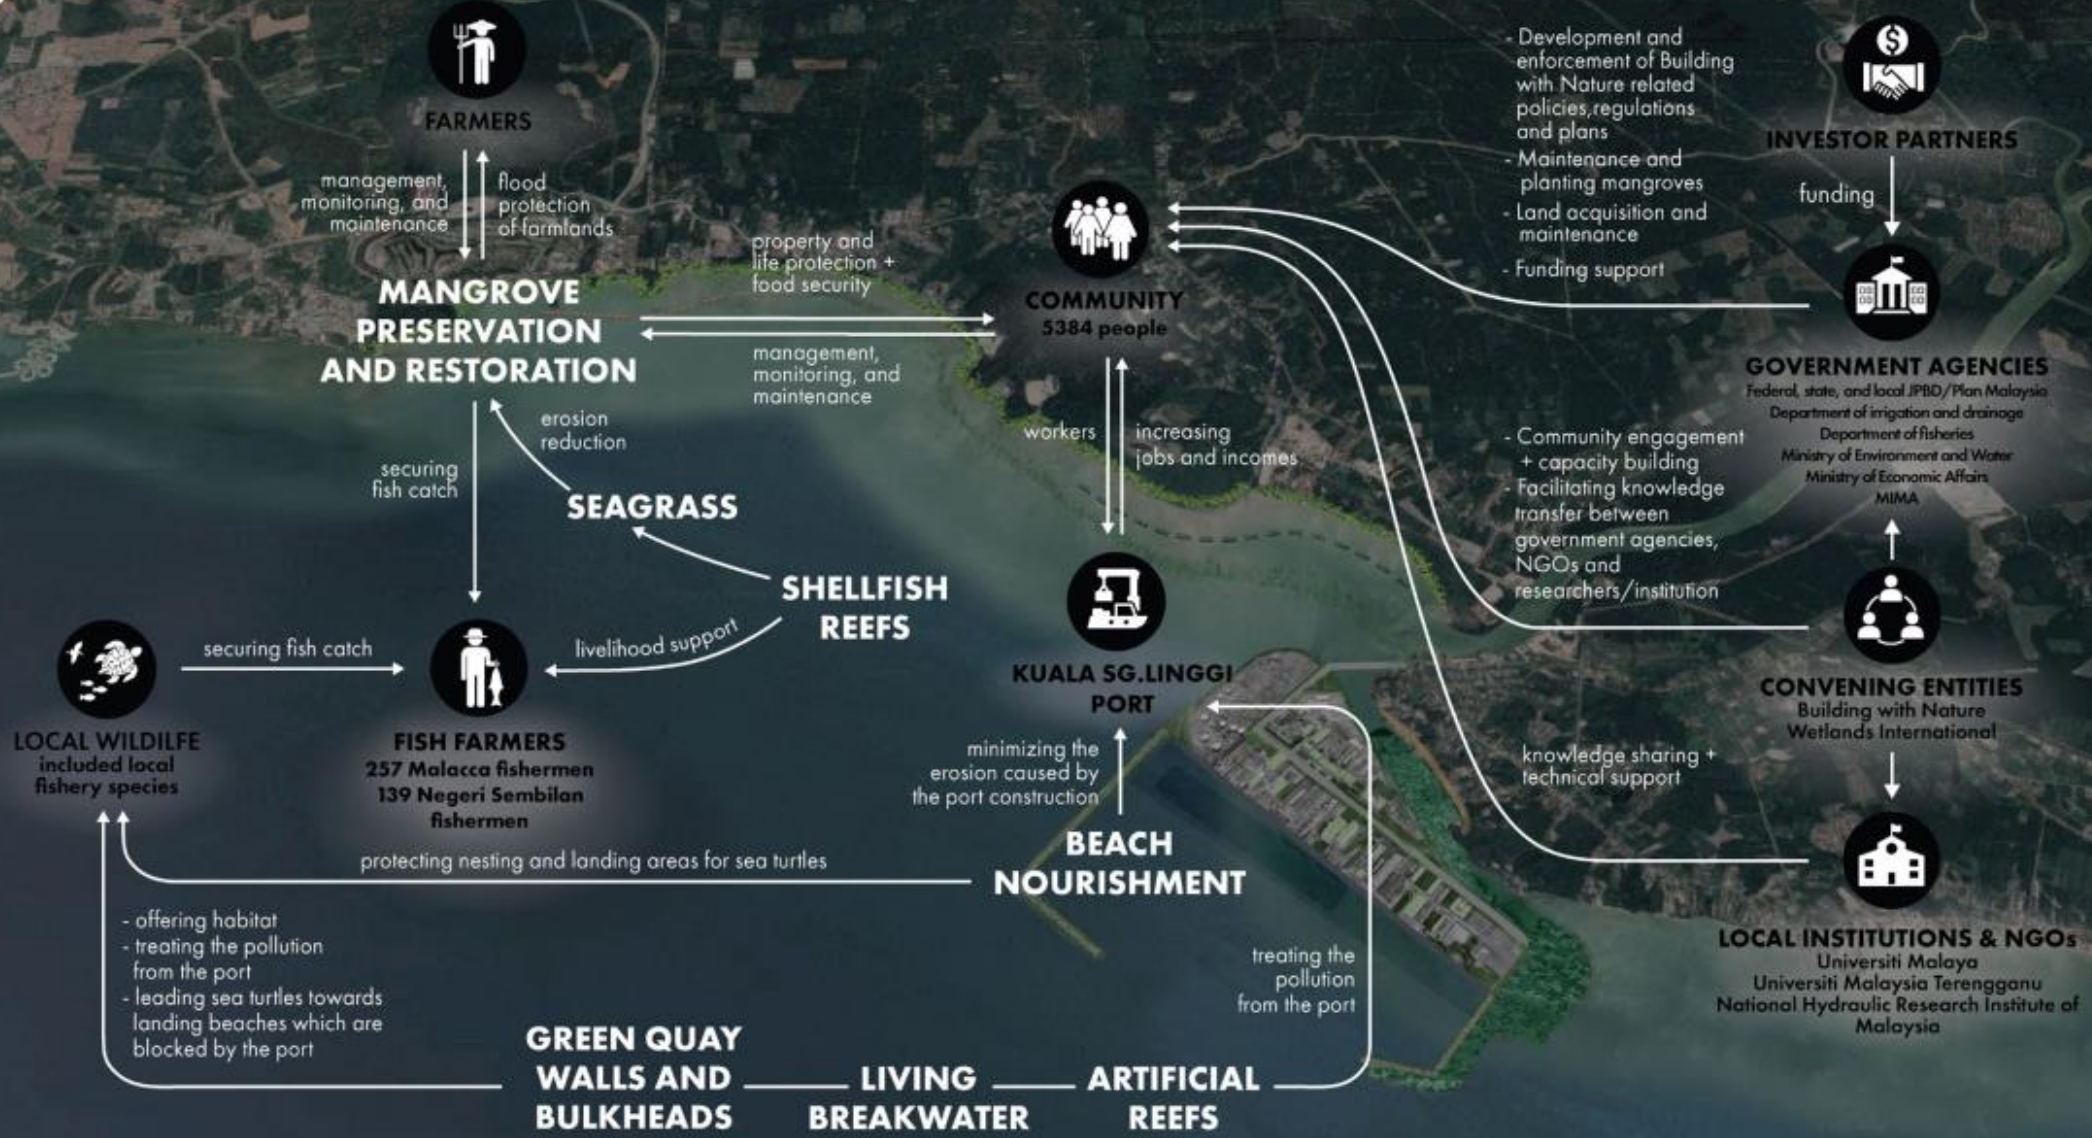 FARMERS
management,
monitoring, and
maintenance
flood
protection
of farmlands
MANGROVE
PRESERVATION
AND RESTORATION
property and
life protection +
food security
management,
monitoring, and
maintenance
COMMUNITY
5384 people
- Development and
enforcement of Building
with Nature related
policies,regulations
and plans
- Maintenance and
planting mangroves
- Land acquisition and
maintenance
- Funding support
INVESTOR PARTNERS
funding
GOVERNMENT AGENCIES
Federal, state, and local JPBD/Plan Malaysia
Department of irrigation and drainage
Department of fisheries
Ministry of Environment and Water
Ministry of Economic Affairs
MIMA
erosion
reduction
securing
fish catch
SEAGRASS
workers
increasing
jobs and incomes
- Community engagement
+ capacity building
- Facilitating knowledge
transfer between
government agencies,
NGOs and
researchers/institution
SHELLFISH
REEFS
livelihood support
securing fish catch
LOCAL WILDILFE
included local
fishery species
FISH FARMERS
257 Malacca fishermen
139 Negeri Sembilan
fishermen
KUALA SG.LINGGI
PORT
CONVENING ENTITIES
Building with Nature
Wetlands International
minimizing the
erosion caused by
the port construction
knowledge sharing +
technical support
BEACH
NOURISHMENT
protecting nesting and landing areas for sea turtles
- offering habitat
- treating the pollution
from the port
- leading sea turtles towards
landing beaches which are
blocked by the port
treating the
pollution
from the port
LOCAL INSTITUTIONS & NGOs
Universiti Malaya
Universiti Malaysia Terengganu
National Hydraulic Research Institute of
Malaysia
GREEN QUAY
WALLS AND
BULKHEADS
LIVING
BREAKWATER
ARTIFICIAL
REEFS